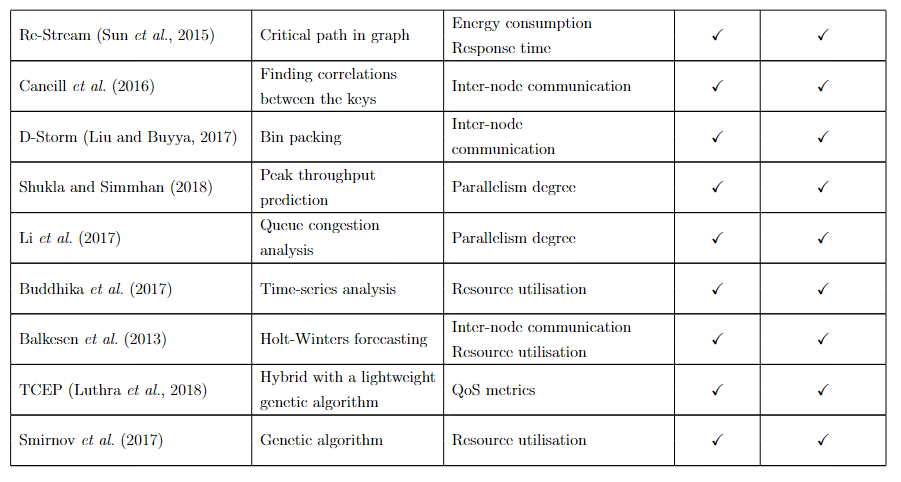 Re-Stream (Sun et al., 2015) Critical path in graph Energy consumption Response time ✓ ✓
Caneill et al. (2016) Finding correlations between the keys Inter-node communication ✓ ✓
D-Storm (Liu and Buyya, 2017) Bin packing Inter-node communication ✓ ✓
Shukla and Simmhan (2018) Peak throughput prediction Parallelism degree ✓ ✓
Li et al. (2017) Queue congestion analysis Parallelism degree ✓ ✓
Buddhika et al. (2017) Time-series analysis Resource utilisation ✓ ✓
Balkesen et al. (2013) Holt-Winters forecasting Inter-node communication Resource utilisation ✓ ✓
TCEP (Luthra et al., 2018) Hybrid with a lightweight genetic algorithm QoS metrics ✓ ✓
Smirnov et al. (2017) Genetic algorithm Resource utilisation ✓ ✓